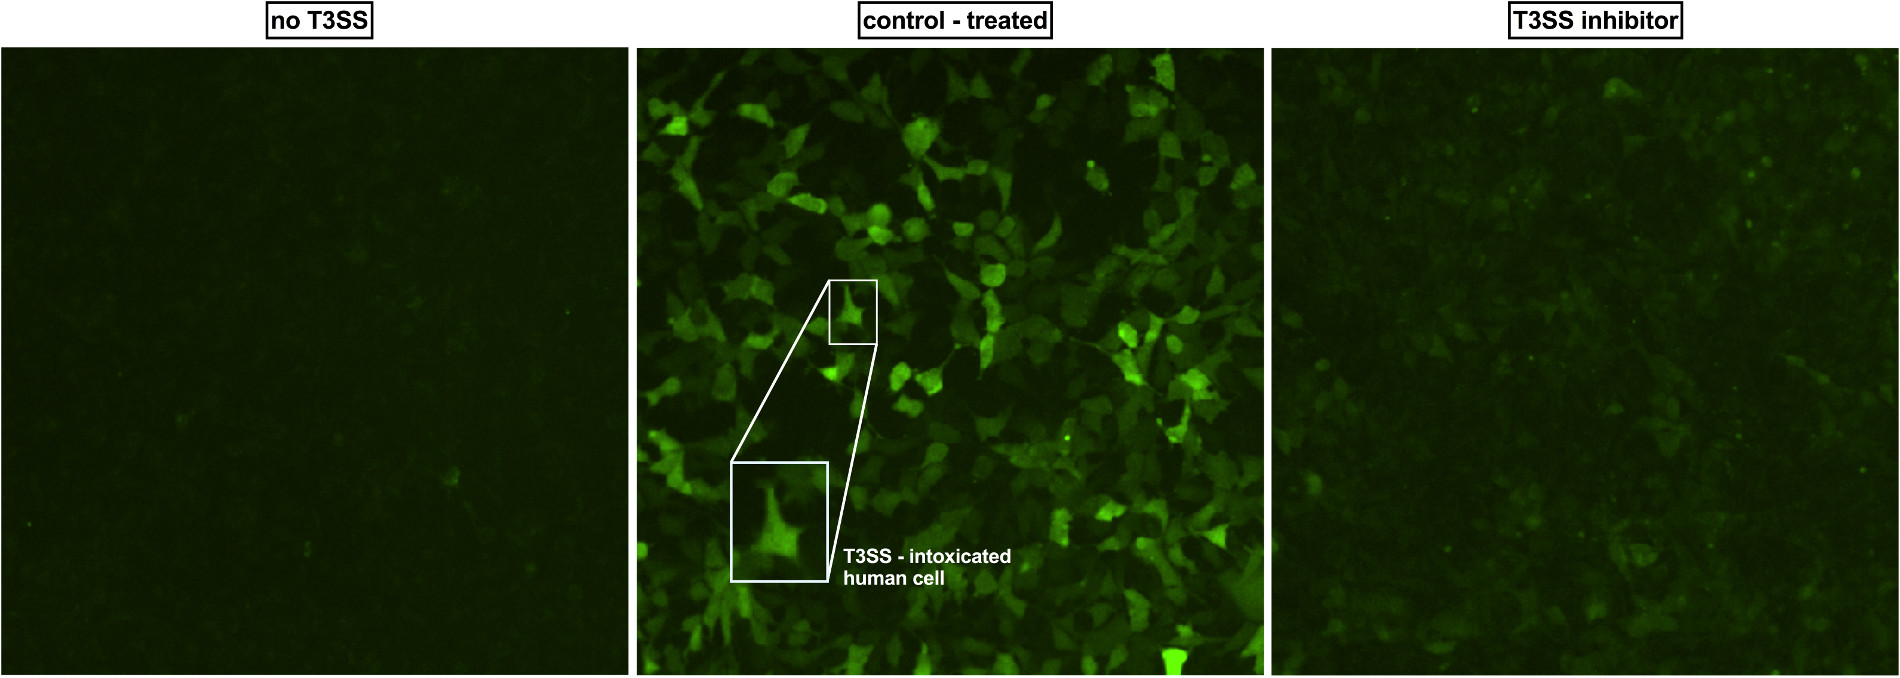 no T3SS
control - treated
T3SS inhibitor
T3SS - intoxicated
human cell